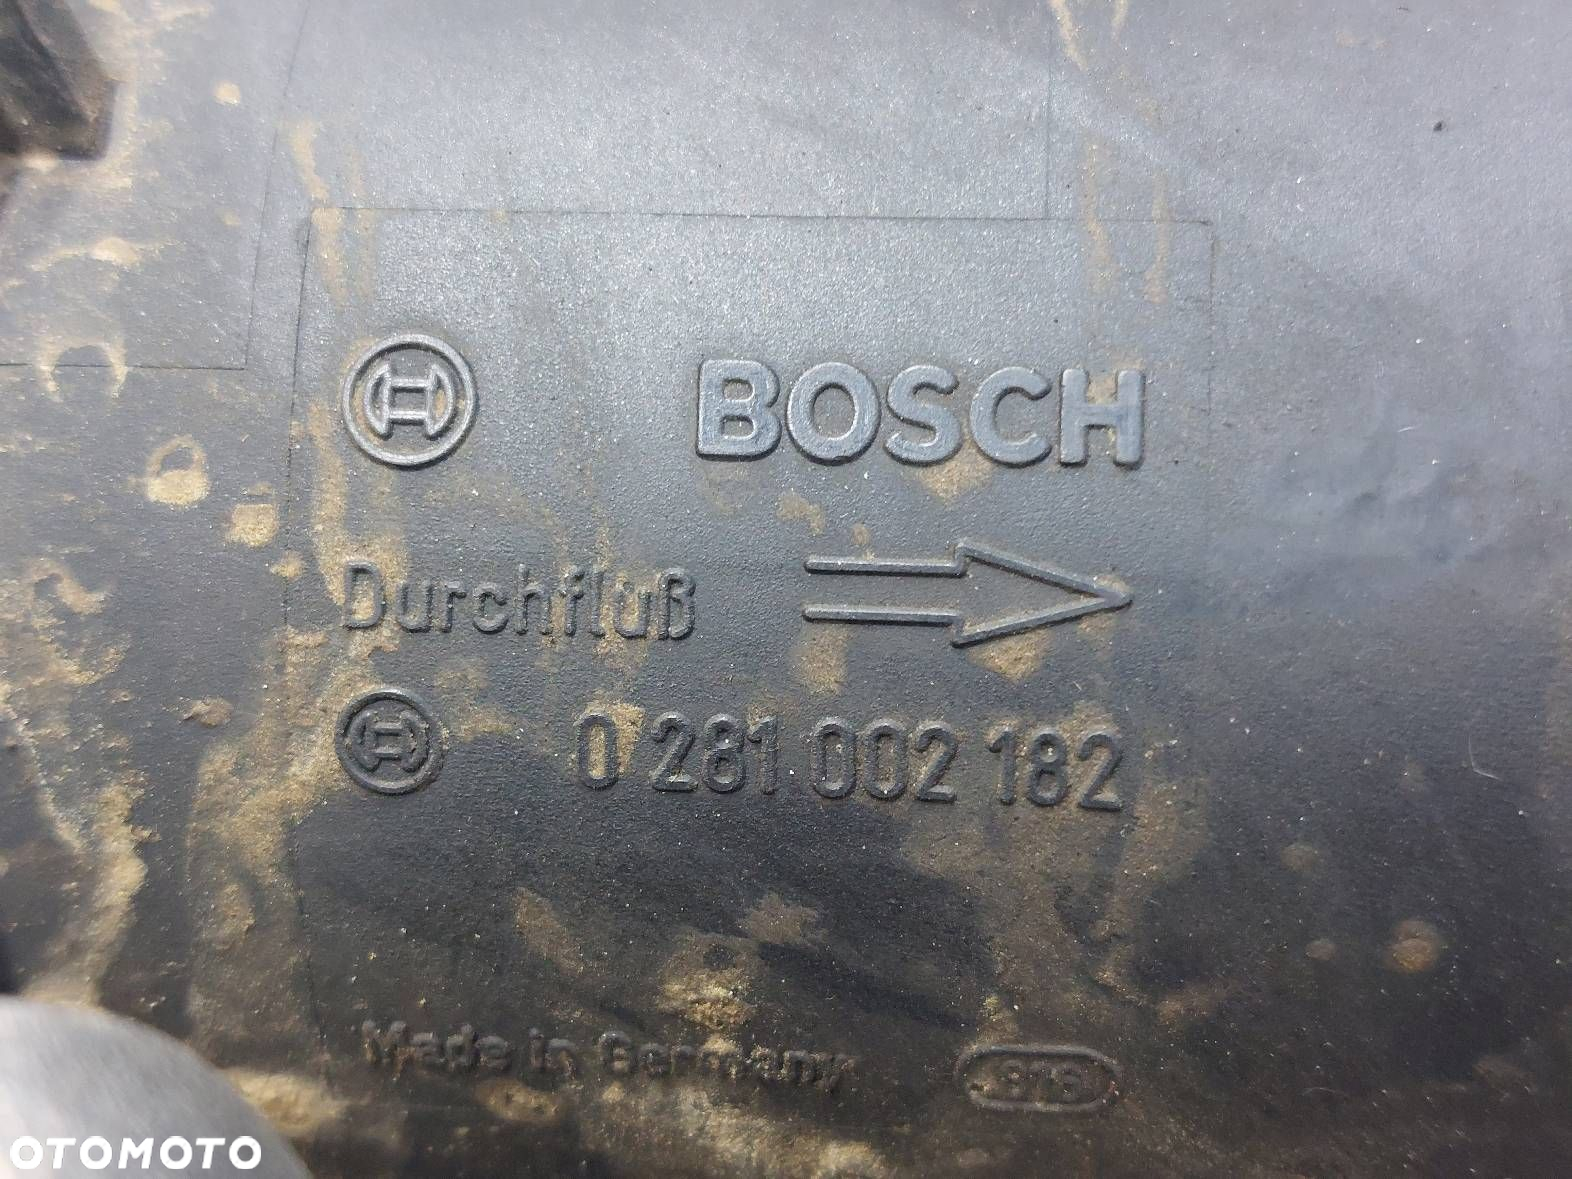 BOSCH
Durchfluß
0 281 002 182
Made in Germany
OTOMOTO